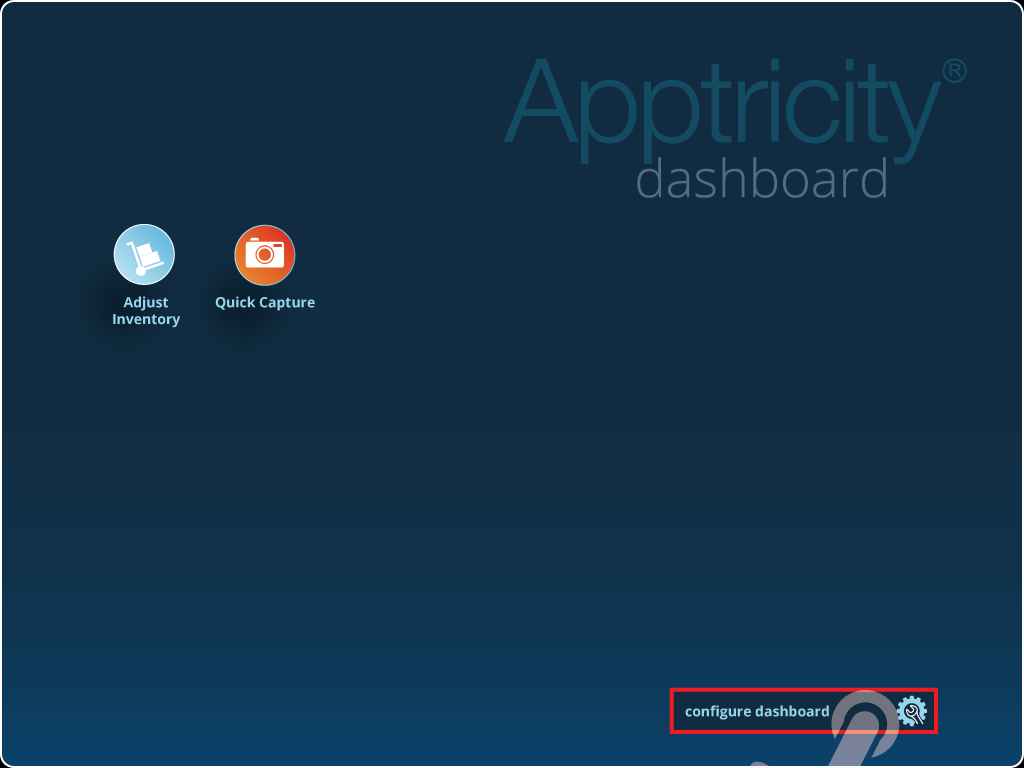 Apptricity®
dashboard
Adjust
Inventory
Quick Capture
configure dashboard